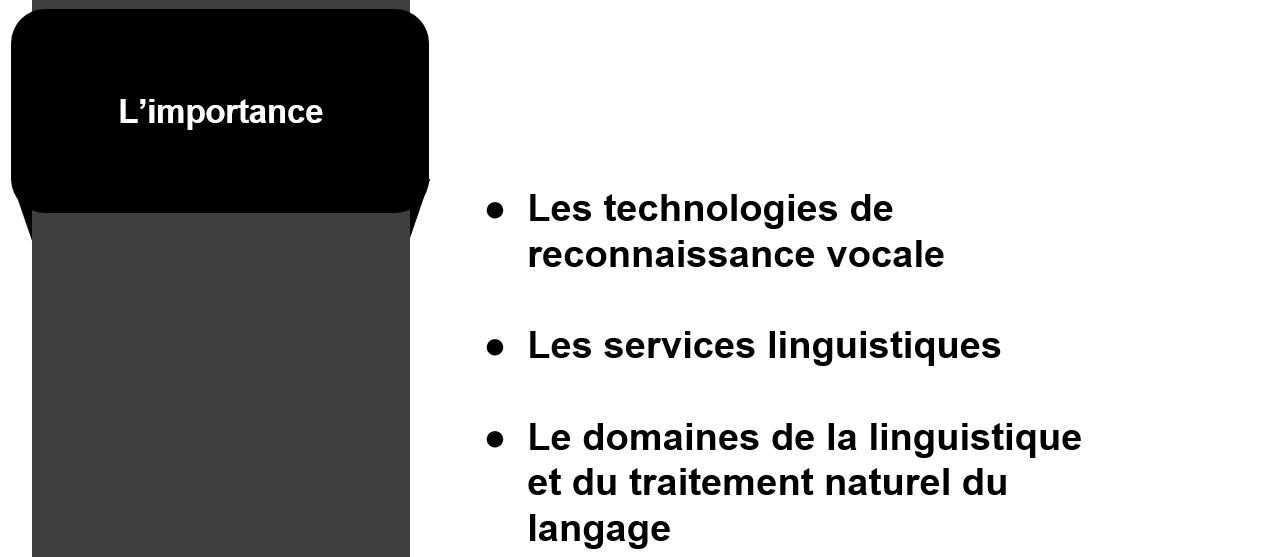 L’importance
● Les technologies de
reconnaissance vocale
● Les services linguistiques
● Le domaines de la linguistique
et du traitement naturel du
langage